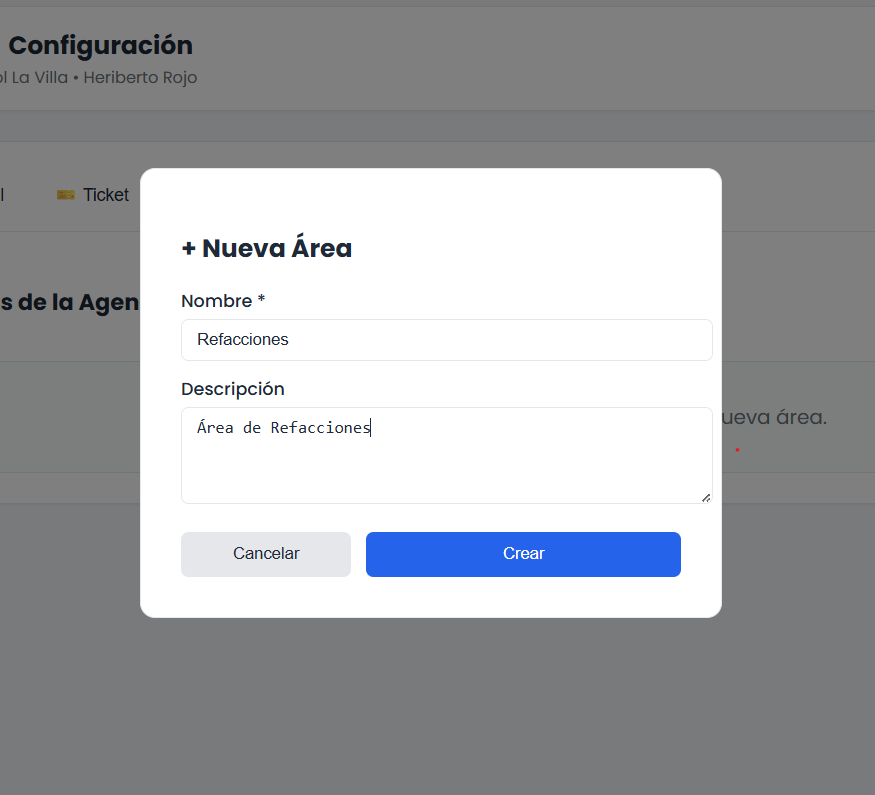 Configuración
ol La Villa • Heriberto Rojo
l
Ticket
s de la Agen
ueva área.
+ Nueva Área
Nombre *
Refacciones
Descripción
Área de Refacciones
Cancelar
Crear